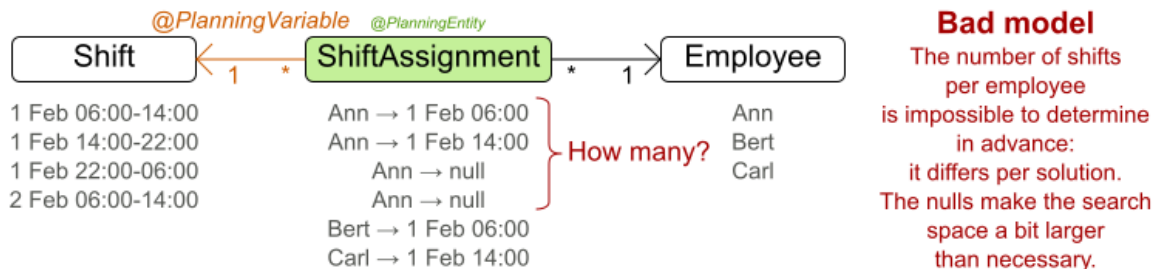 @PlanningVariable
@PlanningEntity
Shift
1
*
ShiftAssignment
*
1
Employee
1 Feb 06:00-14:00
1 Feb 14:00-22:00
1 Feb 22:00-06:00
2 Feb 06:00-14:00
Ann → 1 Feb 06:00
Ann → 1 Feb 14:00
Ann → null
Ann → null
Bert → 1 Feb 06:00
Carl → 1 Feb 14:00
How many?
Ann
Bert
Carl
Bad model
The number of shifts
per employee
is impossible to determine
in advance:
it differs per solution.
The nulls make the search
space a bit larger
than necessary.